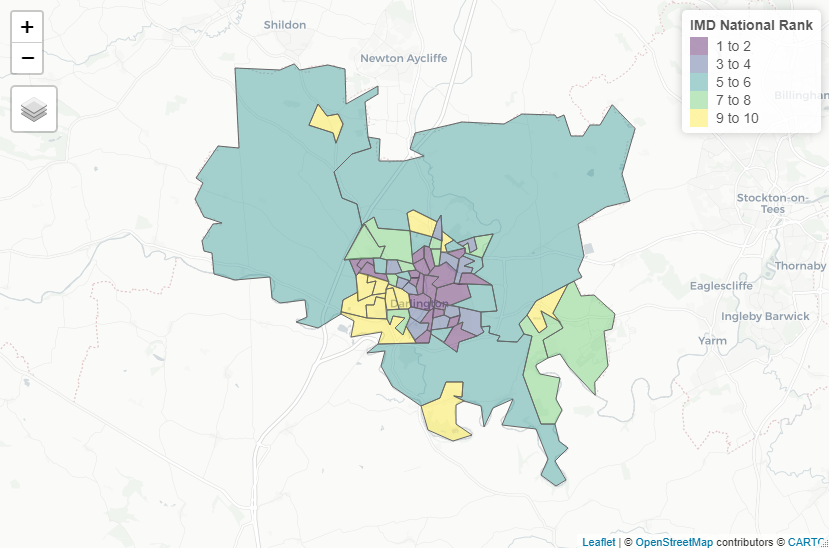 +
−
Shildon
Newton Aycliffe
IMD National Rank
1 to 2
3 to 4
5 to 6
7 to 8
9 to 10
Billinghan
Stockton-on-
Tees
Thornaby
Eaglescliffe
Darlington
Ingleby Barwick
Yarm
Leaflet | © OpenStreetMap contributors © CARTO